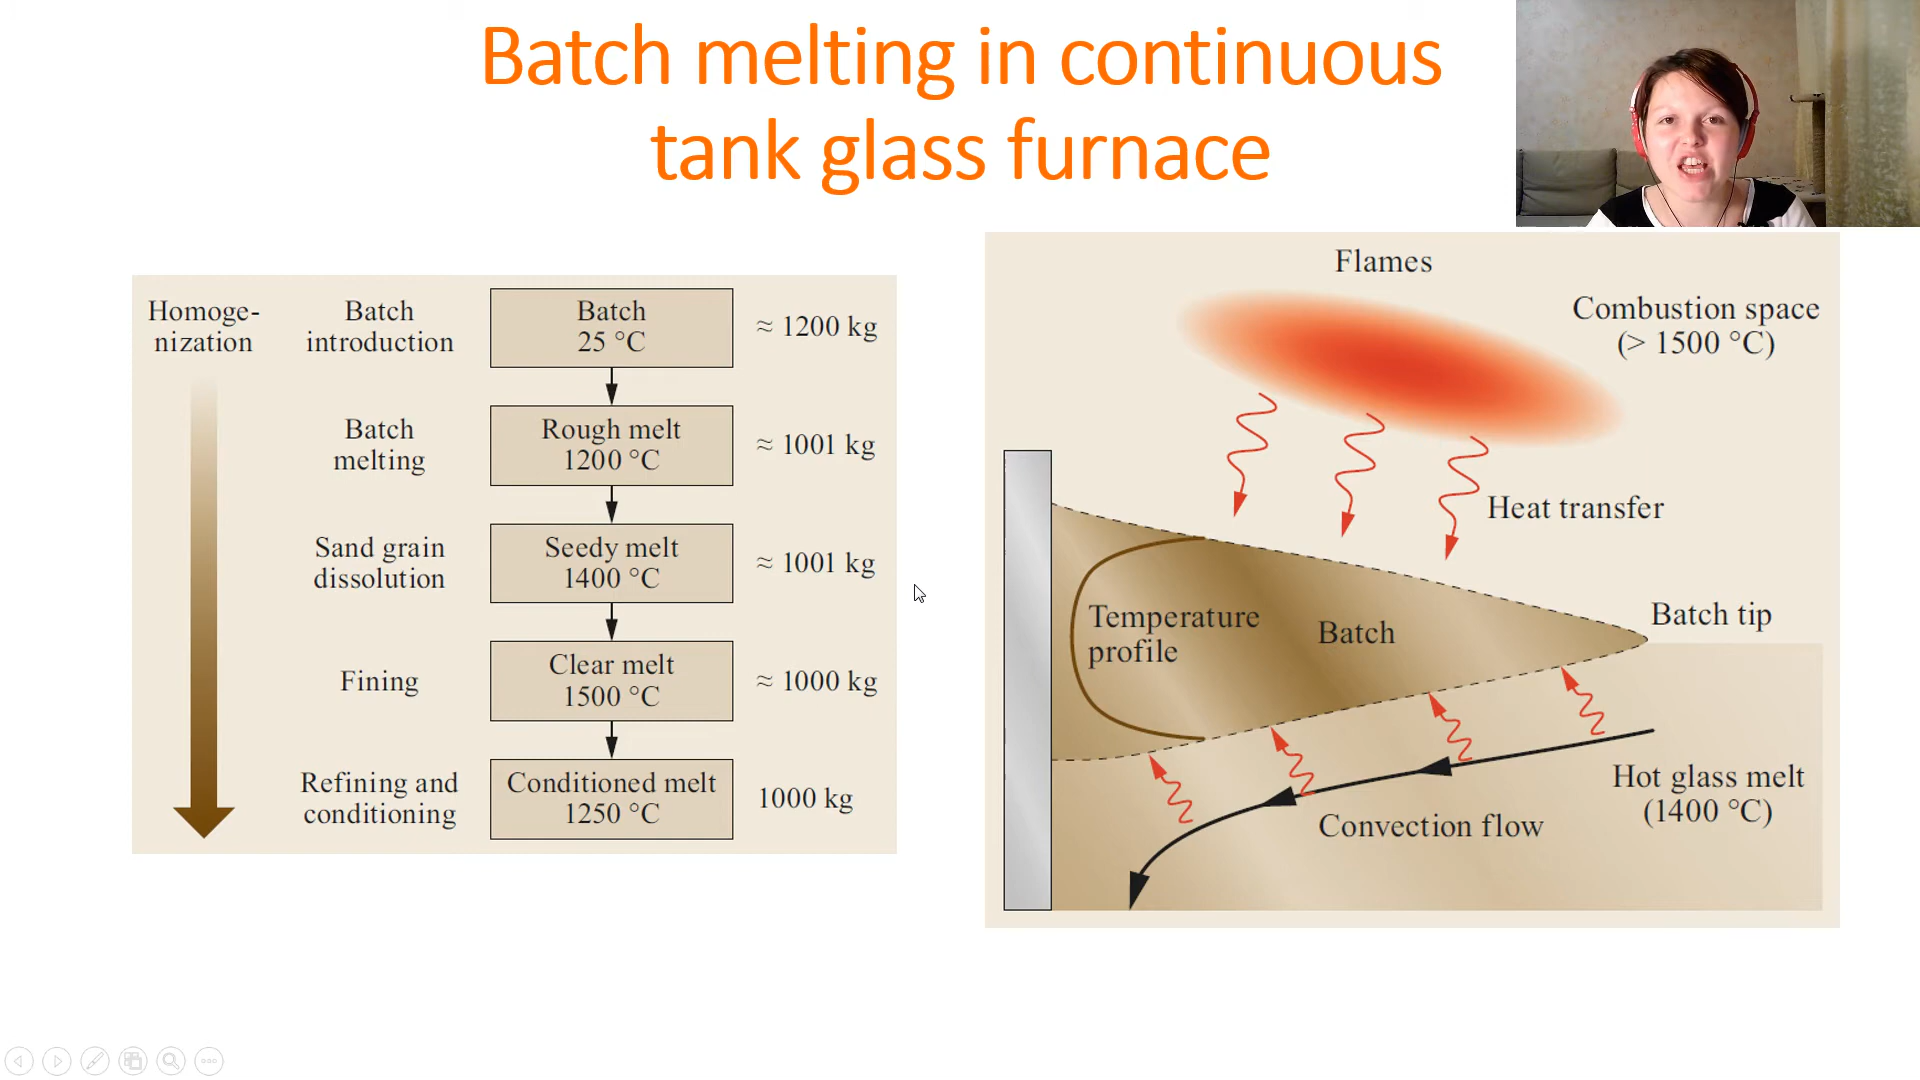 Batch melting in continuous
tank glass furnace
Homoge-
nization
Batch
introduction
Batch
25 °C
≈ 1200 kg
Batch
melting
Rough melt
1200 °C
≈ 1001 kg
Sand grain
dissolution
Seedy melt
1400 °C
≈ 1001 kg
Fining
Clear melt
1500 °C
≈ 1000 kg
Refining and
conditioning
Conditioned melt
1250 °C
1000 kg
Flames
Combustion space
(> 1500 °C)
Heat transfer
Temperature
profile
Batch
Batch tip
Hot glass melt
(1400 °C)
Convection flow